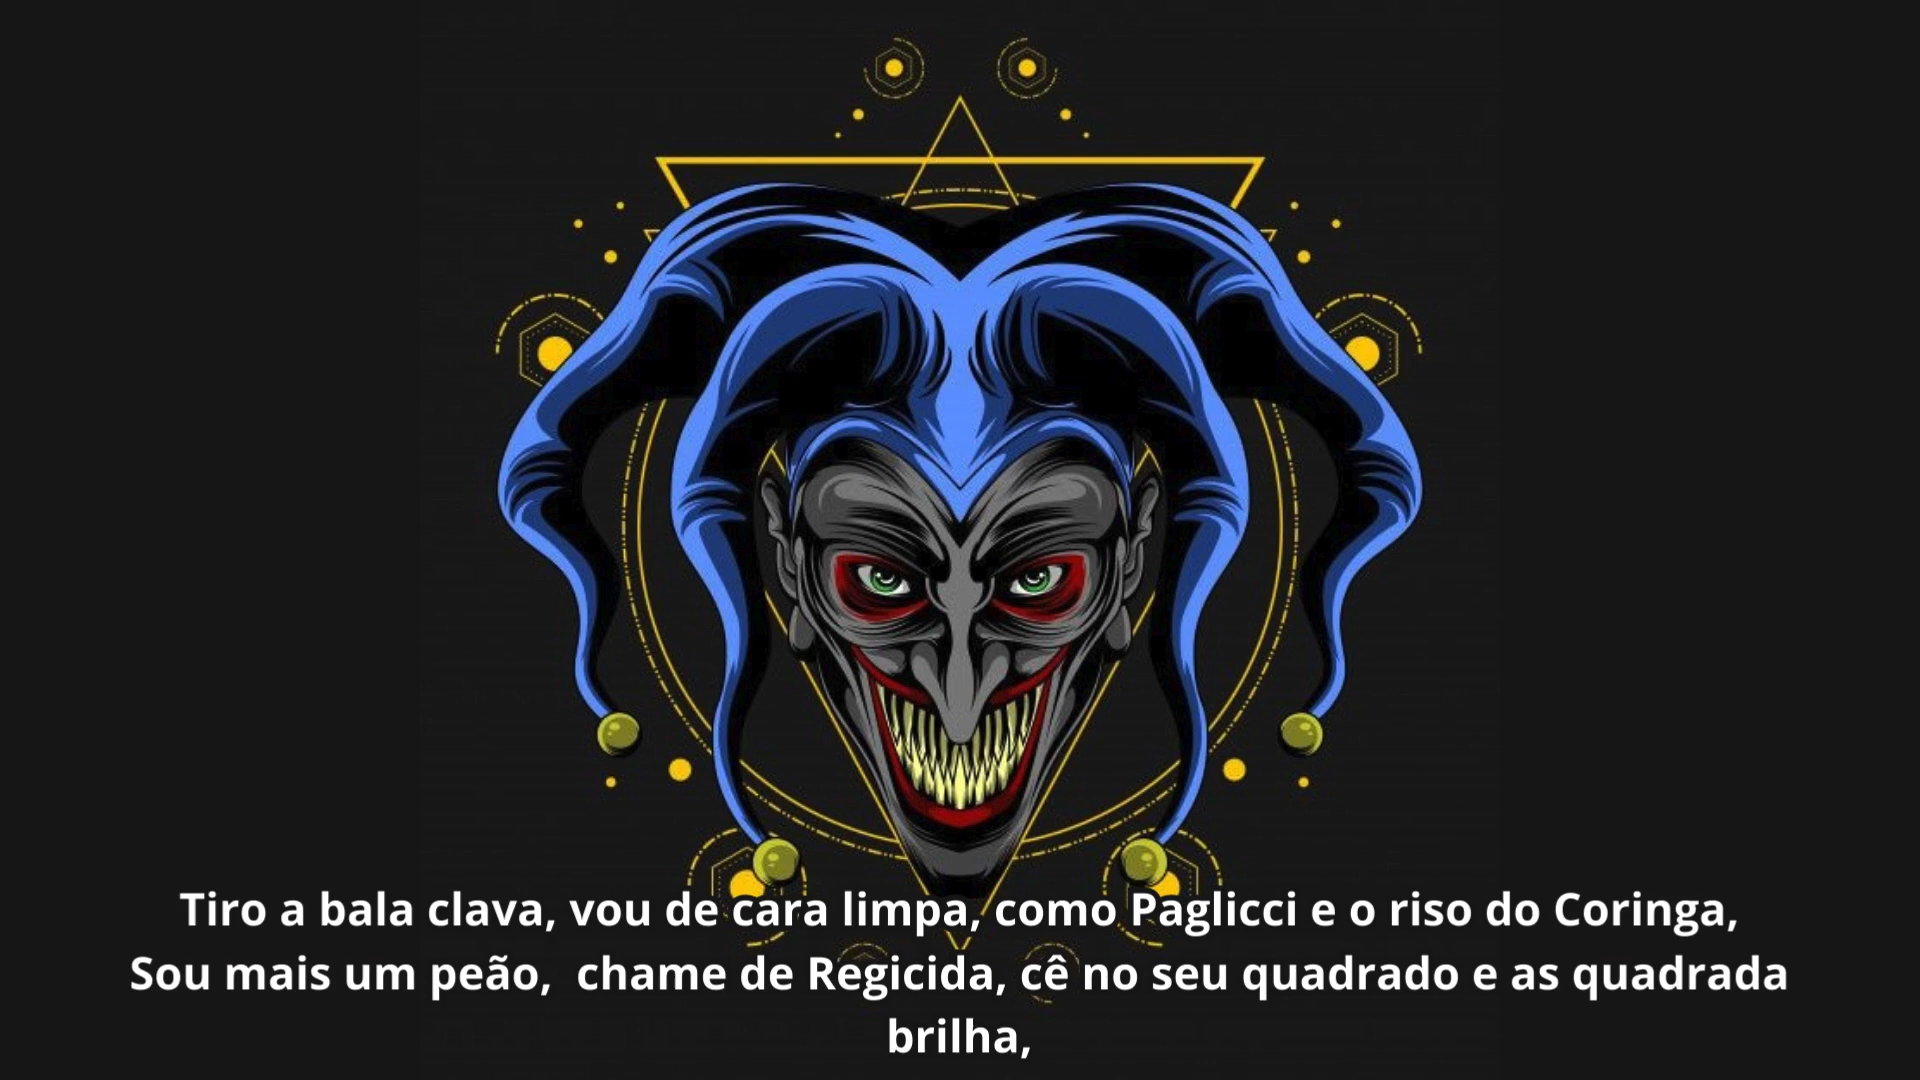 Tiro a bala clava, vou de cara limpa, como Paglicci e o riso do Coringa,
Sou mais um peão,  chame de Regicida, cê no seu quadrado e as quadrada
brilha,